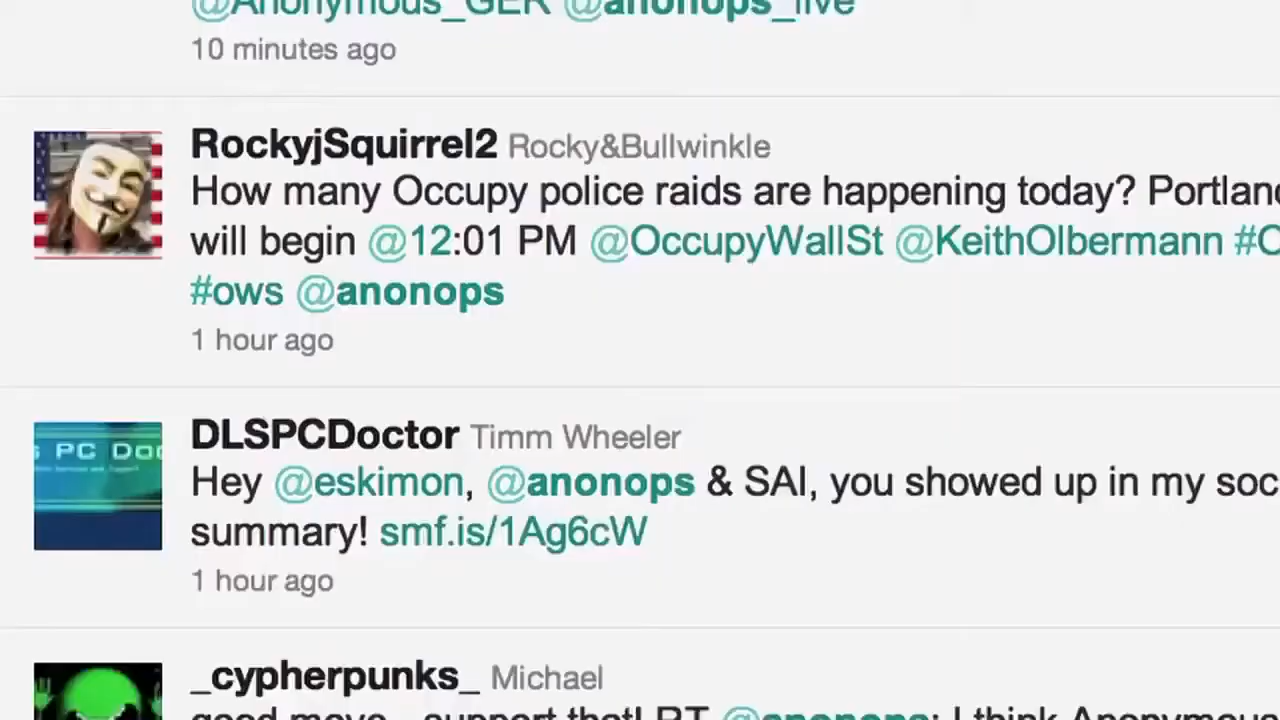 @Anonymous_GER @anonops_live
10 minutes ago
RockyjSquirrel2 Rocky&Bullwinkle
How many Occupy police raids are happening today? Portland
will begin @12:01 PM @OccupyWallSt @KeithOlbermann
#ows @anonops
1 hour ago
PC Doc
DLSPCDoctor Timm Wheeler
Hey @eskimon, @anonops & SAI, you showed up in my soc
summary! smf.is/1Ag6cW
1 hour ago
_cypherpunks_ Michael
good move.. support that! RT @anonops: I think Anonymous